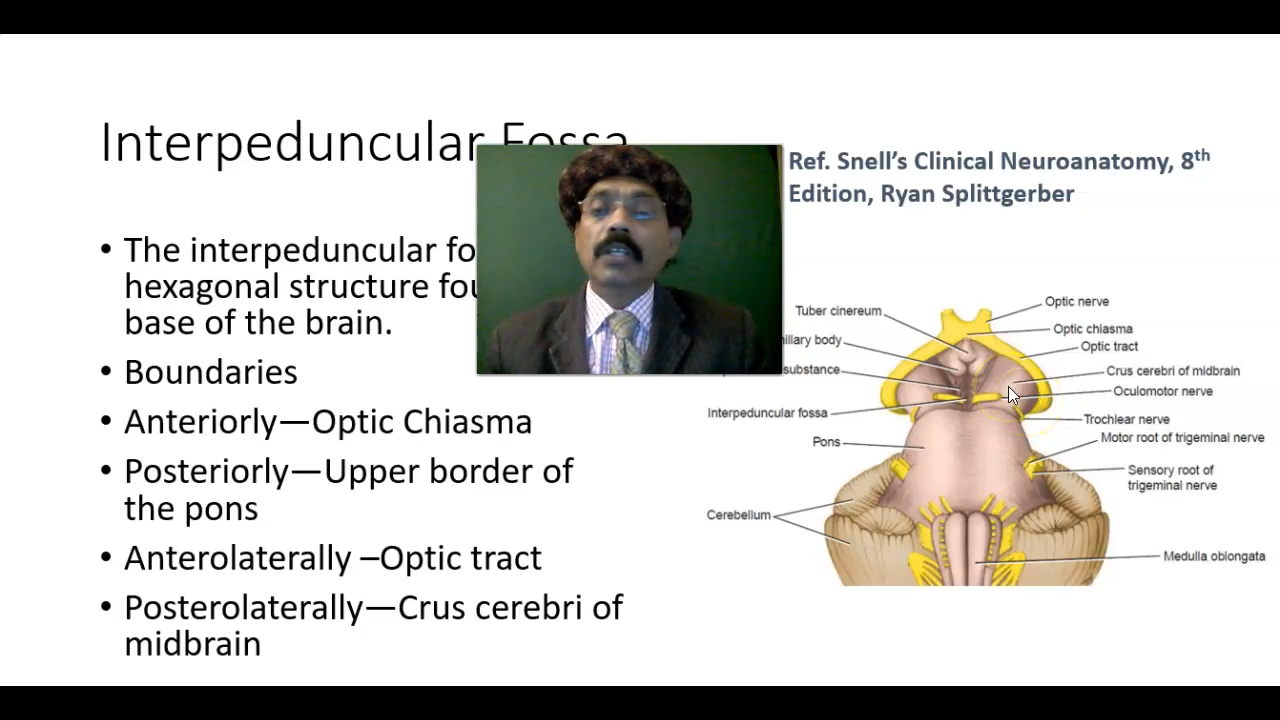 Interpeduncular Fossa
Ref. Snell's Clinical Neuroanatomy, 8th
Edition, Ryan Splittgerber
• The interpeduncular
hexagonal structure
base of the brain.
• Boundaries
• Anteriorly—Optic Chiasma
• Posteriorly—Upper border of
the pons
• Anterolaterally –Optic tract
• Posterolaterally—Crus cerebri of
midbrain
Tuber cinereum
body
substance
Interpeduncular fossa
Pons
Cerebellum
Optic nerve
Optic chiasma
Optic tract
Crus cerebri of midbrain
Oculomotor nerve
Trochlear nerve
Motor root of trigeminal nerve
Sensory root of
trigeminal nerve
Medulla oblongata